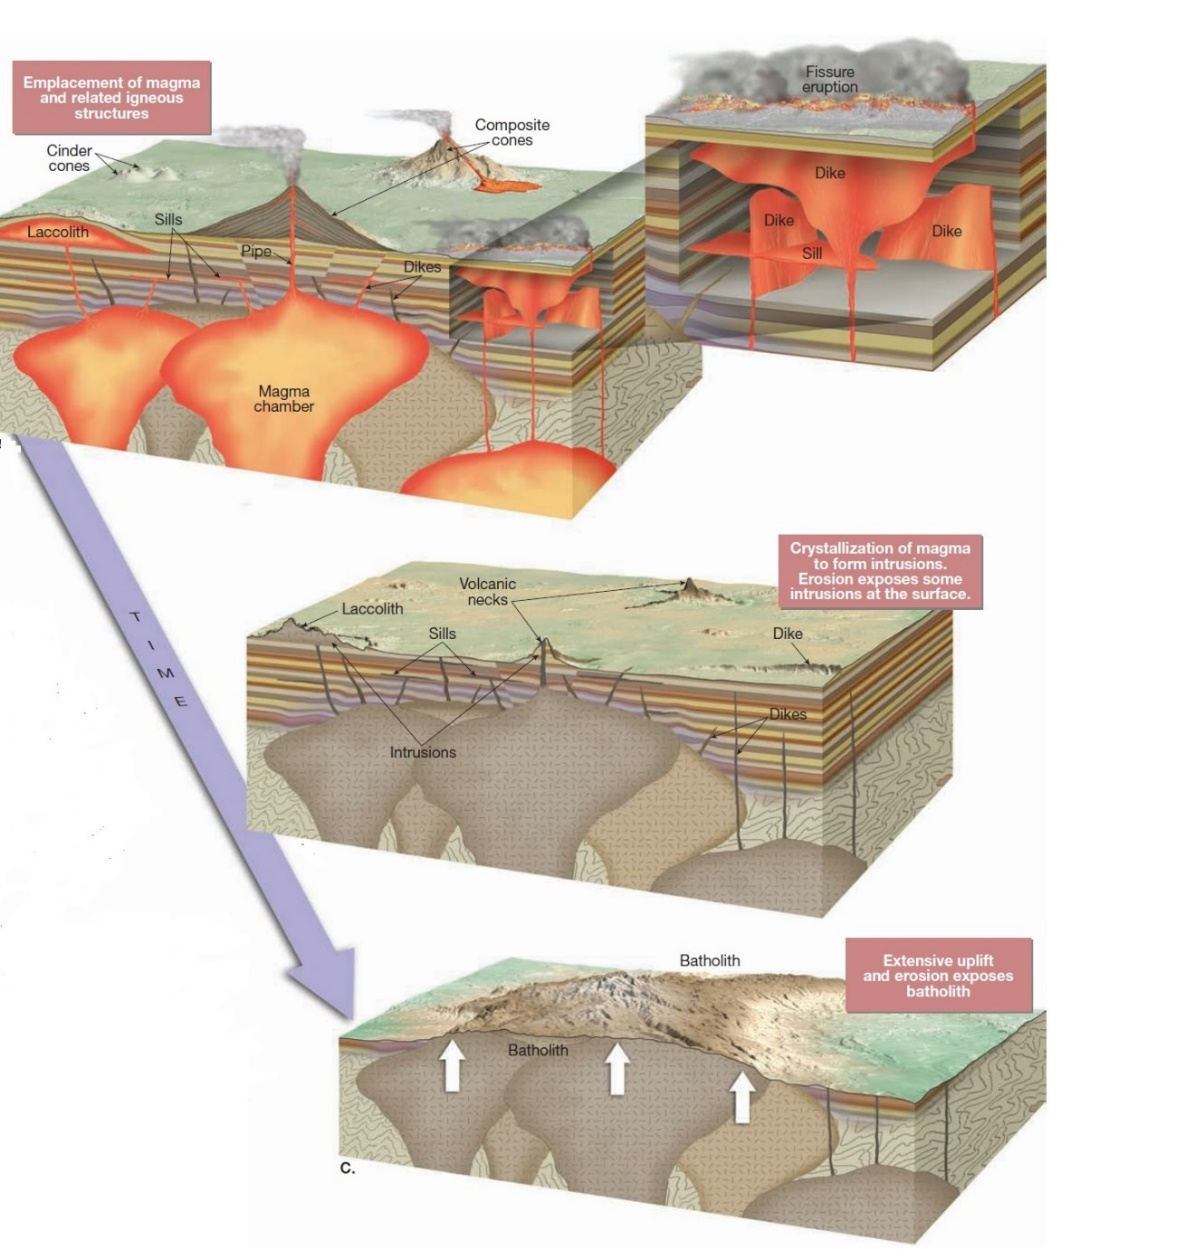 Emplacement of magma
and related igneous
structures
Fissure
eruption
Composite
cones
Cinder
cones
Dike
Sills
Laccolith
Dike
Dike
Pipe
Sill
Dikes
Magma
chamber
TIME
Crystallization of magma
to form intrusions.
Erosion exposes some
intrusions at the surface.
Volcanic
necks
Laccolith
Sills
Dike
Dikes
Intrusions
Extensive uplift
and erosion exposes
batholith
Batholith
Batholith
C.